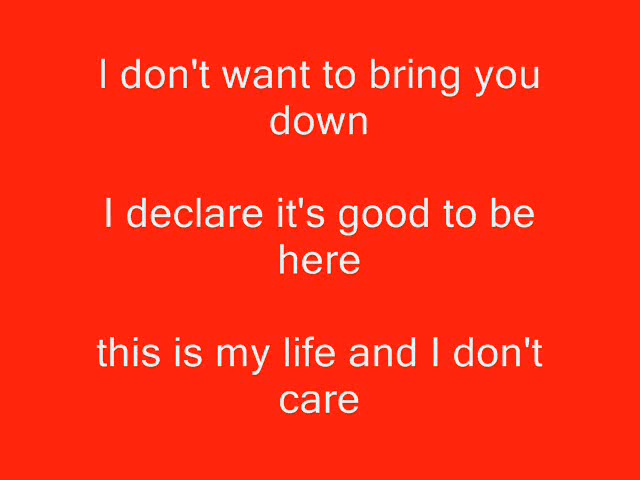 I don't want to bring you
down
I declare it's good to be
here
this is my life and I don't
care